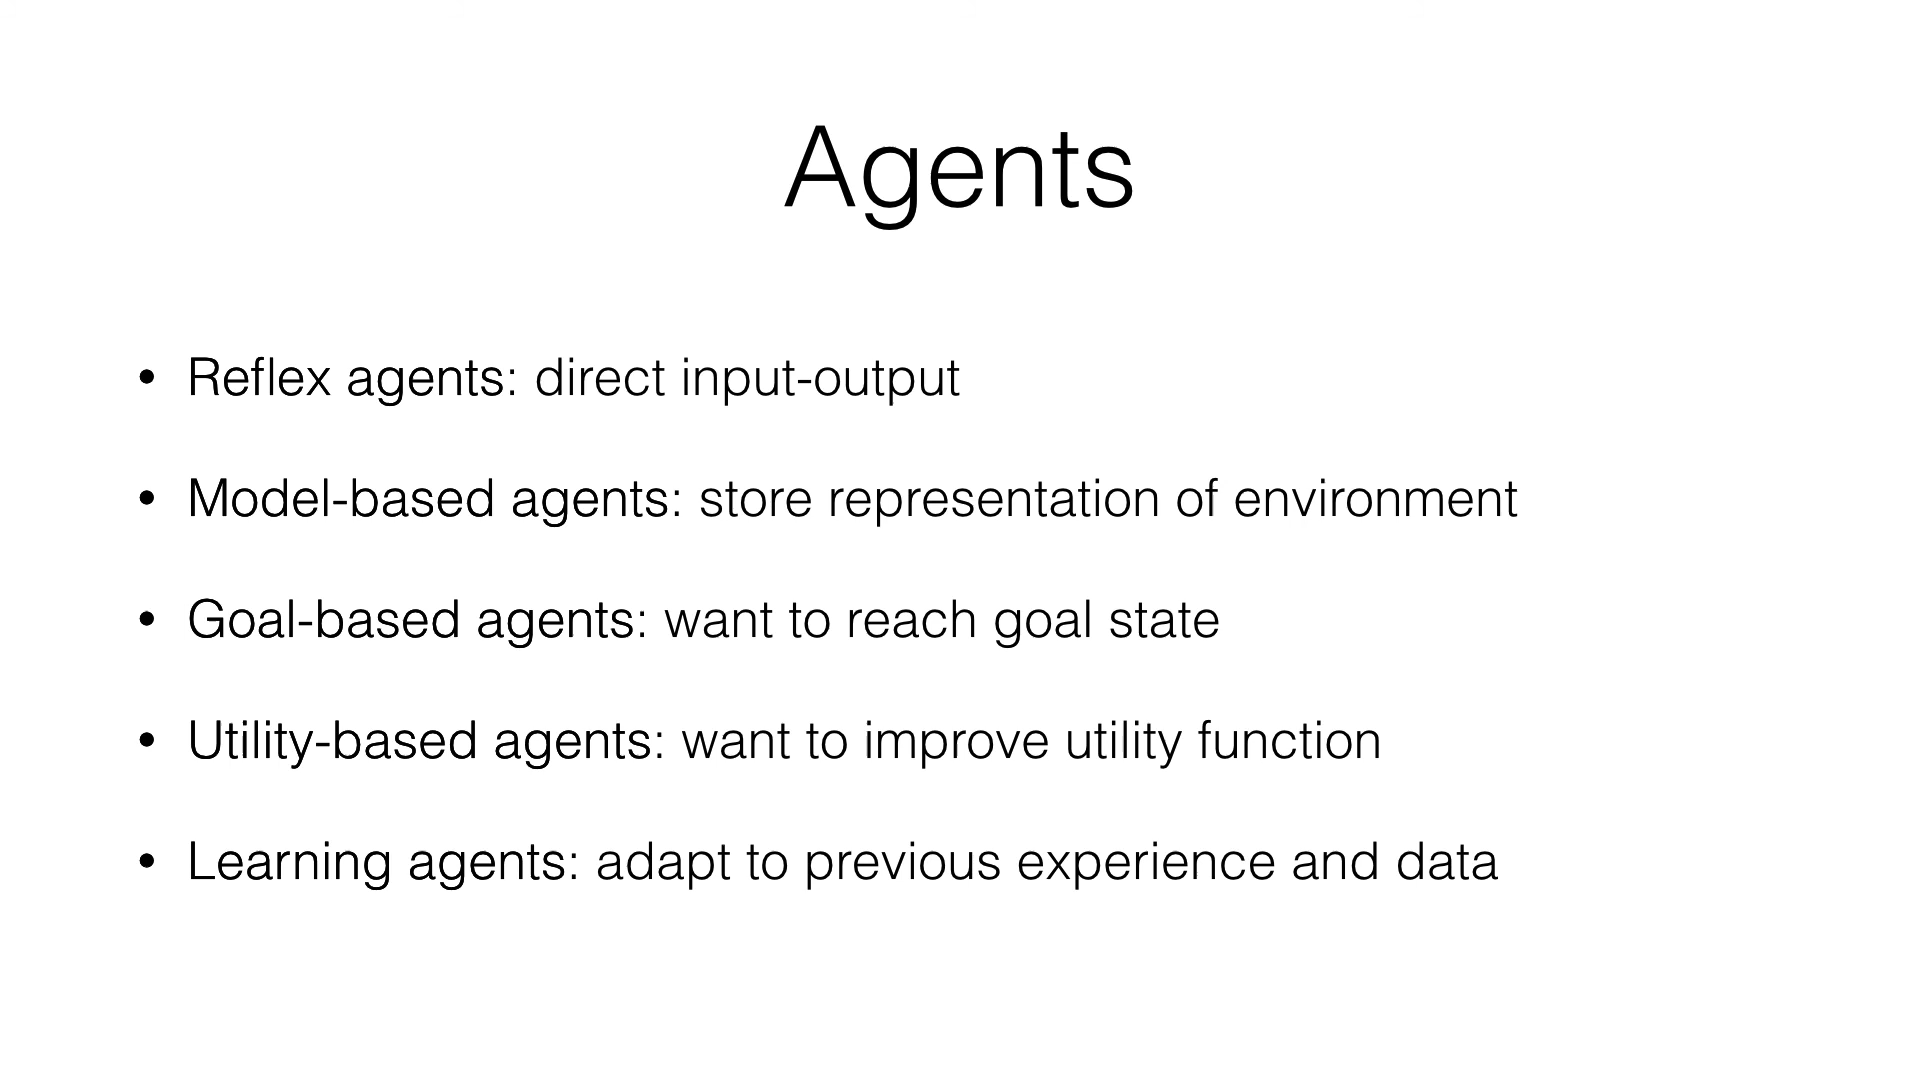 Agents
• Reflex agents: direct input-output
• Model-based agents: store representation of environment
• Goal-based agents: want to reach goal state
• Utility-based agents: want to improve utility function
• Learning agents: adapt to previous experience and data